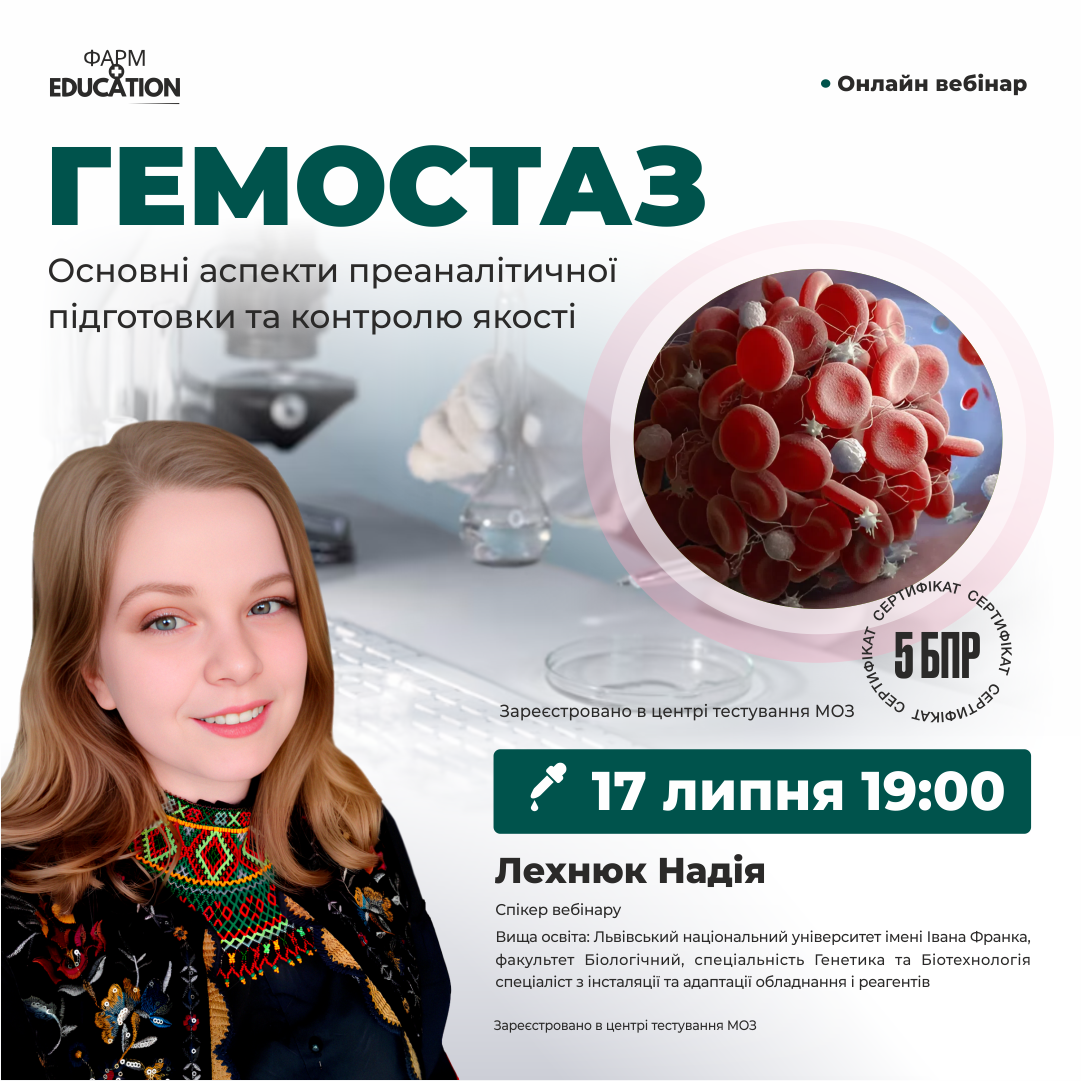 ФАРМ
EDUCATION
Онлайн вебінар
ГЕМОСТАЗ
Основні аспекти преаналітичної
підготовки та контролю якості
СЕРТИФІКАТ СЕРТИФІКАТ СЕРТИФІКАТ СЕРТИФІКАТ
5 БПР
Зареєстровано в центрі тестування МОЗ
17 липня 19:00
Лехнюк Надія
Спікер вебінару
Вища освіта: Львівський національний університет імені Івана Франка,
факультет Біологічний, спеціальність Генетика та Біотехнологія
спеціаліст з інсталяції та адаптації обладнання і реагентів
Зареєстровано в центрі тестування МОЗ